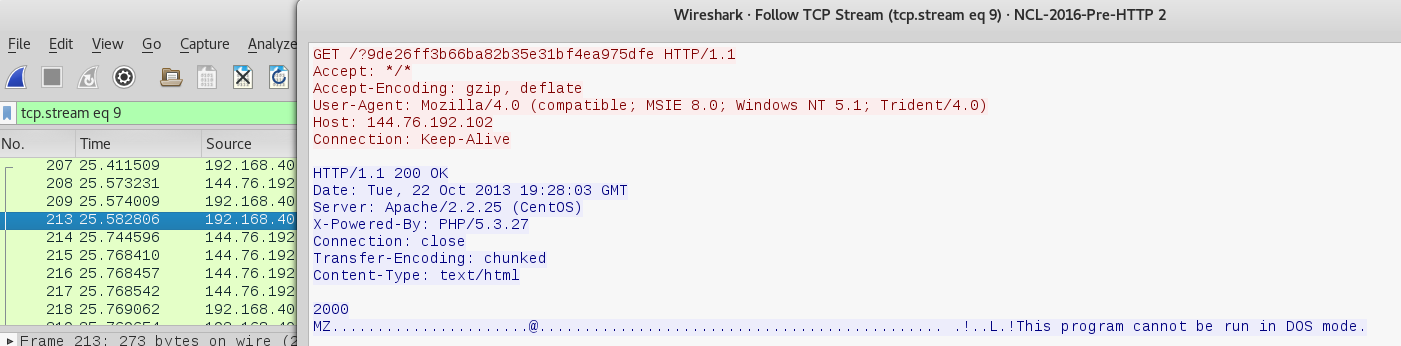 Wireshark · Follow TCP Stream (tcp.stream eq 9) · NCL-2016-Pre-HTTP 2
File Edit View Go Capture Analyze
tcp.stream eq 9
No. Time Source
207 25.411509 192.168.40
208 25.573231 144.76.192
209 25.574009 192.168.40
213 25.582806 192.168.40
214 25.744596 144.76.192
215 25.768410 144.76.192
216 25.768457 144.76.192
217 25.768542 144.76.192
218 25.769062 192.168.40
Frame 213: 273 bytes on wire (2
GET /?9de26ff3b66ba82b35e31bf4ea975dfe HTTP/1.1
Accept: */*
Accept-Encoding: gzip, deflate
User-Agent: Mozilla/4.0 (compatible; MSIE 8.0; Windows NT 5.1; Trident/4.0)
Host: 144.76.192.102
Connection: Keep-Alive
HTTP/1.1 200 OK
Date: Tue, 22 Oct 2013 19:28:03 GMT
Server: Apache/2.2.25 (CentOS)
X-Powered-By: PHP/5.3.27
Connection: close
Transfer-Encoding: chunked
Content-Type: text/html
2000
MZ......................@............................................. .!..L.!This program cannot be run in DOS mode.